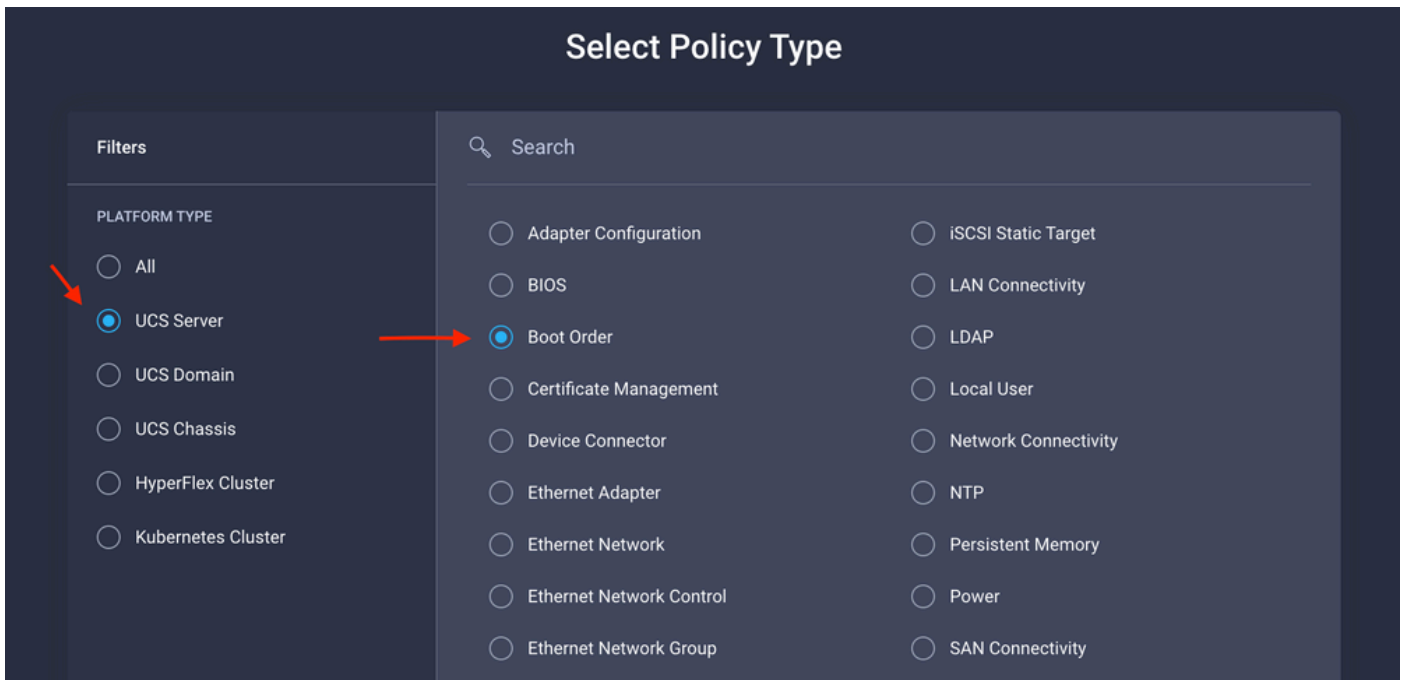 Select Policy Type
Filters
Search
PLATFORM TYPE
All
UCS Server
UCS Domain
UCS Chassis
HyperFlex Cluster
Kubernetes Cluster
Adapter Configuration
BIOS
Boot Order
Certificate Management
Device Connector
Ethernet Adapter
Ethernet Network
Ethernet Network Control
Ethernet Network Group
iSCSI Static Target
LAN Connectivity
LDAP
Local User
Network Connectivity
NTP
Persistent Memory
Power
SAN Connectivity